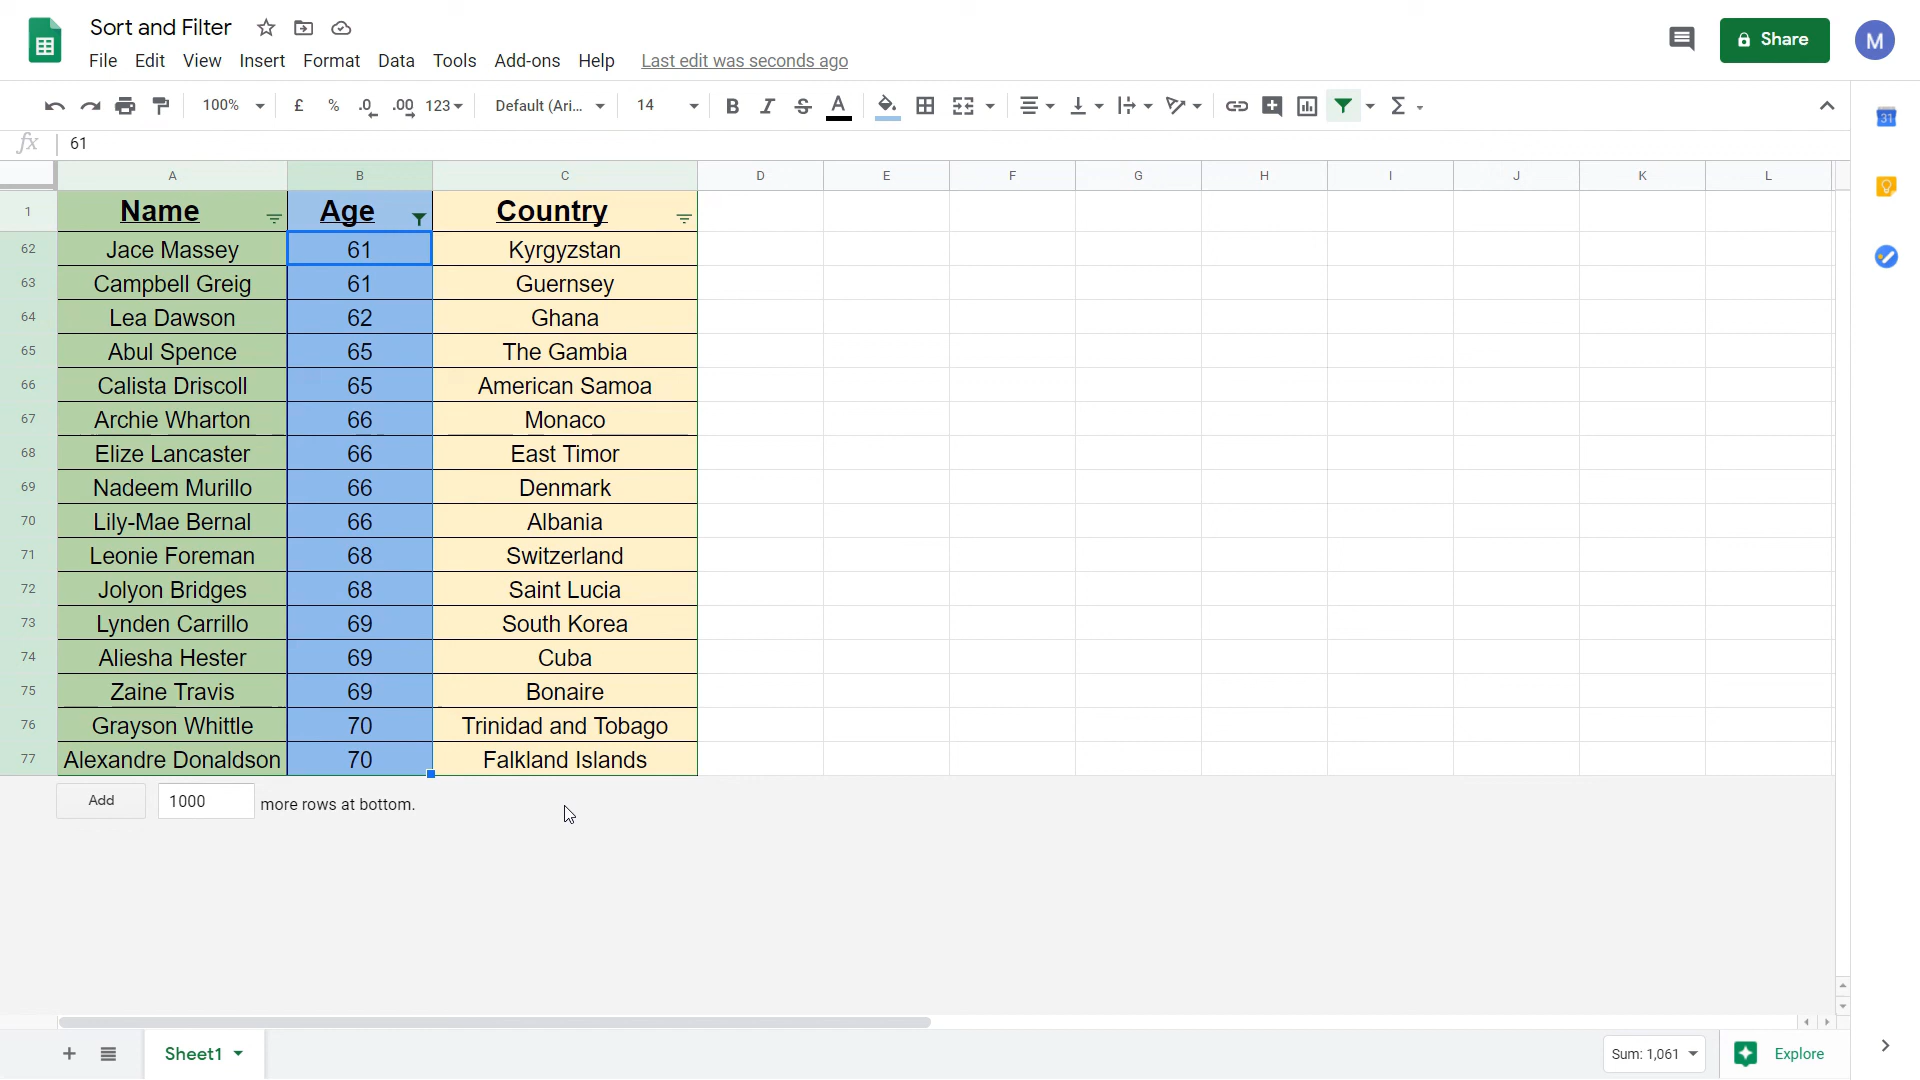 Sort and Filter
File Edit View Insert Format Data Tools Add-ons Help Last edit was seconds ago
Share
M
100% £ % .0 .00 123 Default (Ari... 14 B I S A Σ
31
fx 61
A B C D E F G H I J K L
1 Name Age Country
62 Jace Massey 61 Kyrgyzstan
63 Campbell Greig 61 Guernsey
64 Lea Dawson 62 Ghana
65 Abul Spence 65 The Gambia
66 Calista Driscoll 65 American Samoa
67 Archie Wharton 66 Monaco
68 Elize Lancaster 66 East Timor
69 Nadeem Murillo 66 Denmark
70 Lily-Mae Bernal 66 Albania
71 Leonie Foreman 68 Switzerland
72 Jolyon Bridges 68 Saint Lucia
73 Lynden Carrillo 69 South Korea
74 Aliesha Hester 69 Cuba
75 Zaine Travis 69 Bonaire
76 Grayson Whittle 70 Trinidad and Tobago
77 Alexandre Donaldson 70 Falkland Islands
Add 1000 more rows at bottom.
Sheet1 Sum: 1,061 Explore